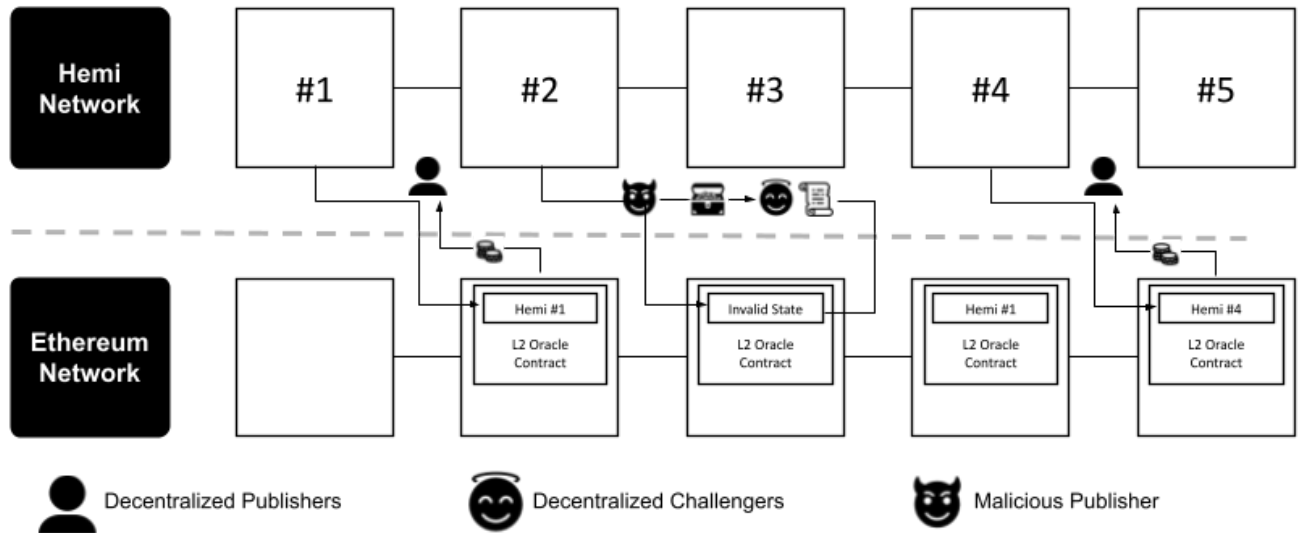 Hemi
Network
#1
#2
#3
#4
#5
Ethereum
Network
Hemi #1
L2 Oracle
Contract
Invalid State
L2 Oracle
Contract
Hemi #1
L2 Oracle
Contract
Hemi #4
L2 Oracle
Contract
Decentralized Publishers
Decentralized Challengers
Malicious Publisher